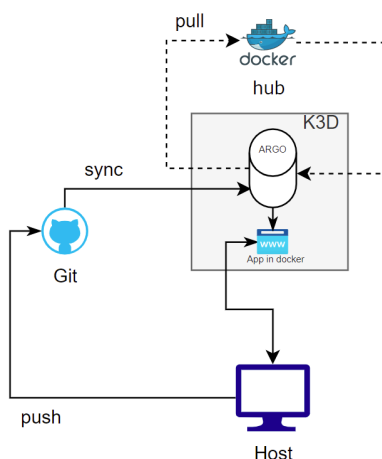 pull
docker
hub
K3D
ARGO
sync
www
App in docker
Git
push
Host